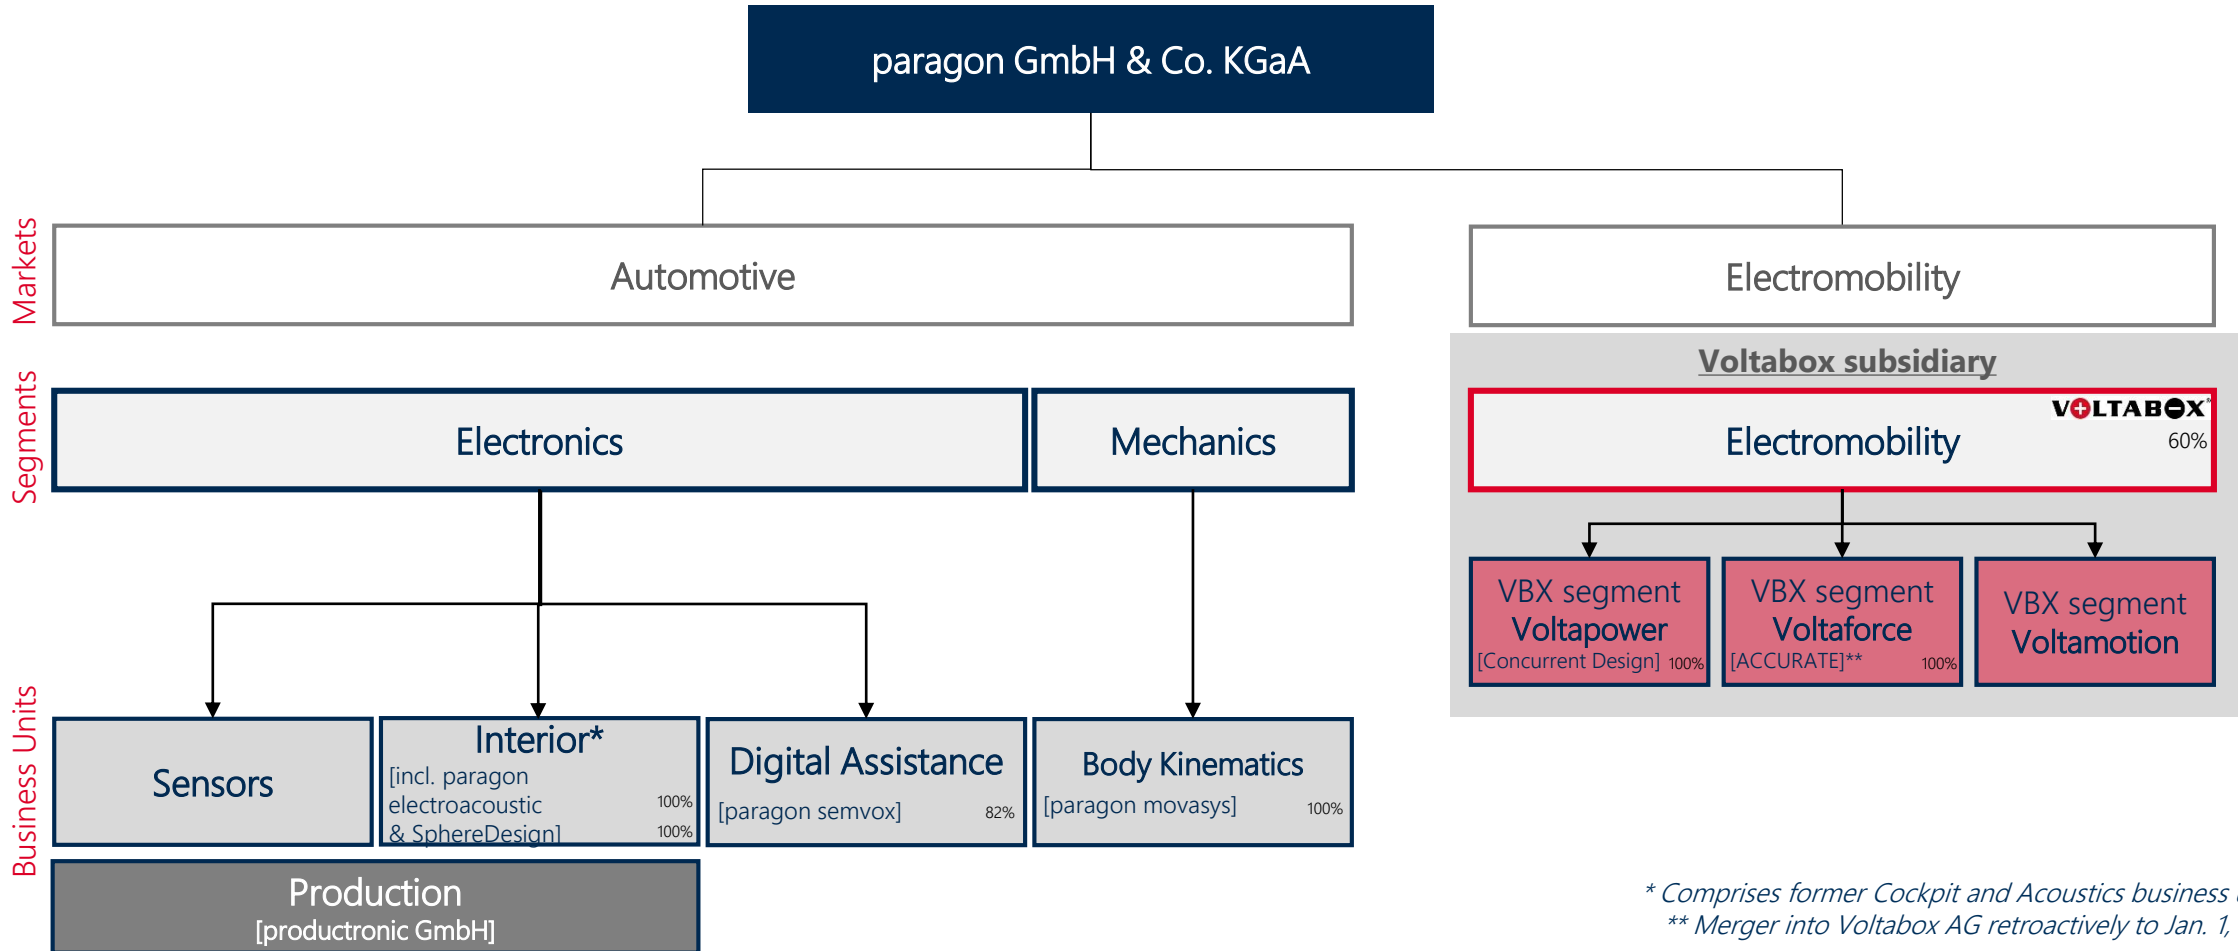 paragon GmbH & Co. KGaA
Markets
Automotive
Electromobility
Voltabox subsidiary
Segments
Electronics
Mechanics
VOLTABOX®
Electromobility
60%
VBX segment
Voltapower
[Concurrent Design] 100%
VBX segment
Voltaforce
[ACCURATE]** 100%
VBX segment
Voltamotion
Business Units
Sensors
Interior*
[incl. paragon
electroacoustic 100%
& SphereDesign] 100%
Digital Assistance
[paragon semvox] 82%
Body Kinematics
[paragon movasys] 100%
Production
[productronic GmbH]
* Comprises former Cockpit and Acoustics business
** Merger into Voltabox AG retroactively to Jan. 1,